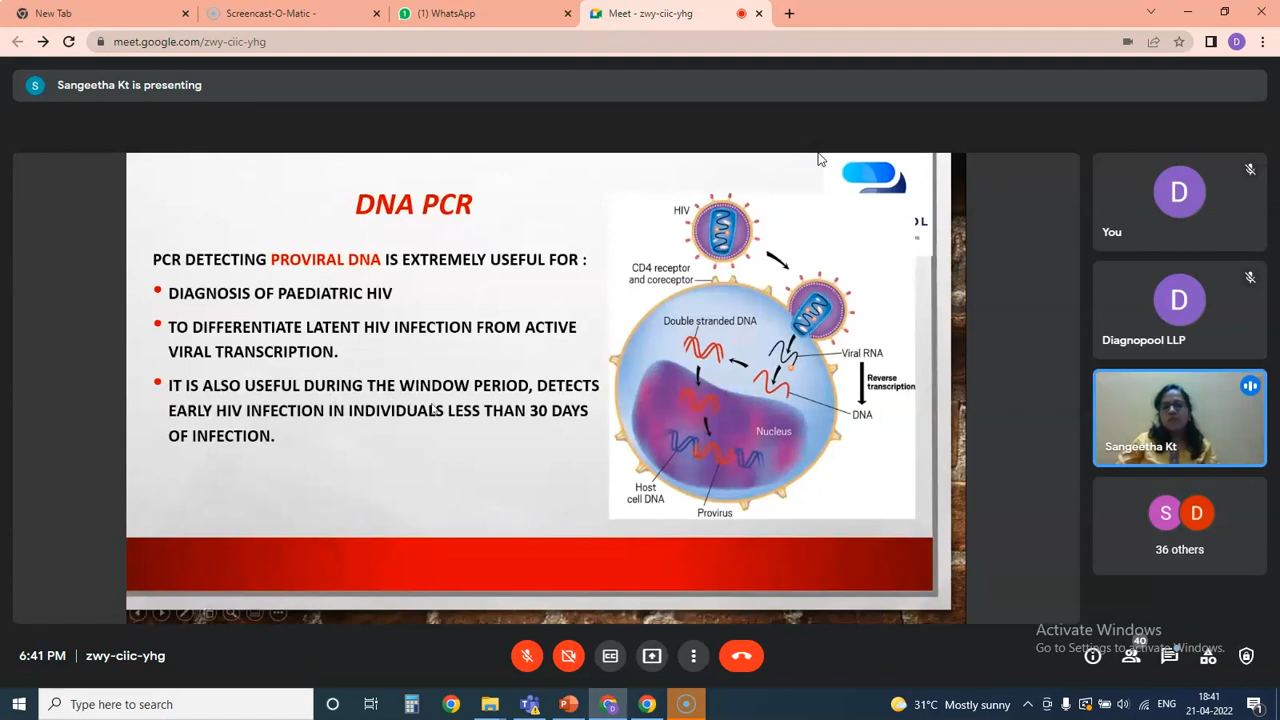 New Tab
Screencast-O-Matic -
(1) WhatsApp
Meet - zwy-ciic-yhg
meet.google.com/zwy-ciic-yhg
D
S
Sangeetha Kt is presenting
DNA PCR
PCR DETECTING PROVIRAL DNA IS EXTREMELY USEFUL FOR :
• DIAGNOSIS OF PAEDIATRIC HIV
• TO DIFFERENTIATE LATENT HIV INFECTION FROM ACTIVE
VIRAL TRANSCRIPTION.
• IT IS ALSO USEFUL DURING THE WINDOW PERIOD, DETECTS
EARLY HIV INFECTION IN INDIVIDUALS LESS THAN 30 DAYS
OF INFECTION.
OL
HIV
CD4 receptor
and coreceptor
Double stranded DNA
Viral RNA
Reverse
transcription
DNA
Nucleus
Host
cell DNA
Provirus
D
You
D
Diagnopool LLP
Sangeetha Kt
S D
36 others
Activate Windows
Go to Settings to activate Windows.
6:41 PM | zwy-ciic-yhg
CC
40
Type here to search
31°C Mostly sunny
ENG
18:41
21-04-2022